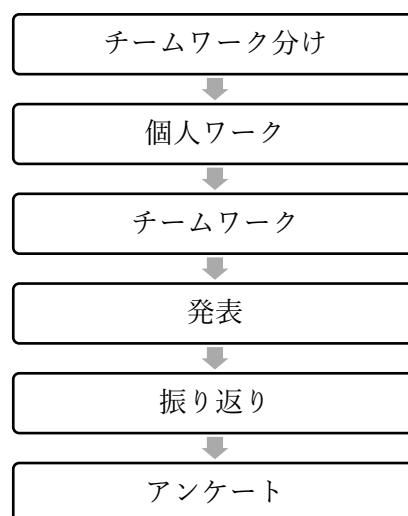 チームワーク分け
個人ワーク
チームワーク
発表
振り返り
アンケート